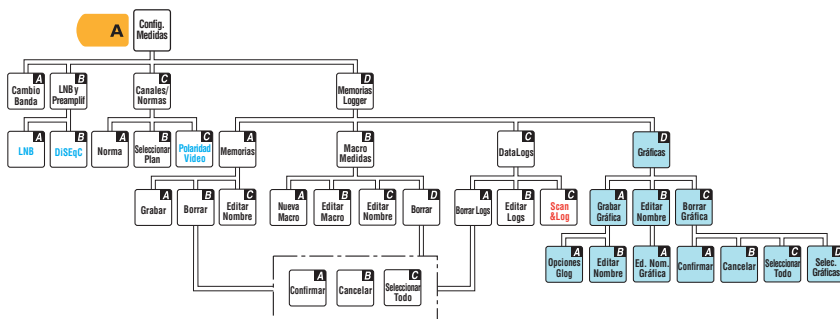 A
Config.
Medidas
A
Cambio
Banda
B
LNB y
Preamplif
C
Canales/
Normas
D
Memorias
Logger
A
LNB
B
DiSEqC
A
Norma
B
Seleccionar
Plan
C
Polaridad
Vídeo
A
Memorias
B
Macro
Medidas
C
DataLogs
D
Gráficas
A
Grabar
B
Borrar
C
Editar
Nombre
A
Nueva
Macro
B
Editar
Macro
C
Editar
Nombre
D
Borrar
A
Borrar Logs
B
Editar
Logs
C
Scan
&Log
A
Grabar
Gráfica
B
Editar
Nombre
C
Borrar
Gráfica
A
Confirmar
B
Cancelar
C
Seleccionar
Todo
A
Opciones
Glog
B
Editar
Nombre
A
Ed. Nom.
Gráfica
A
Confirmar
B
Cancelar
C
Seleccionar
Todo
D
Selec.
Gráficas